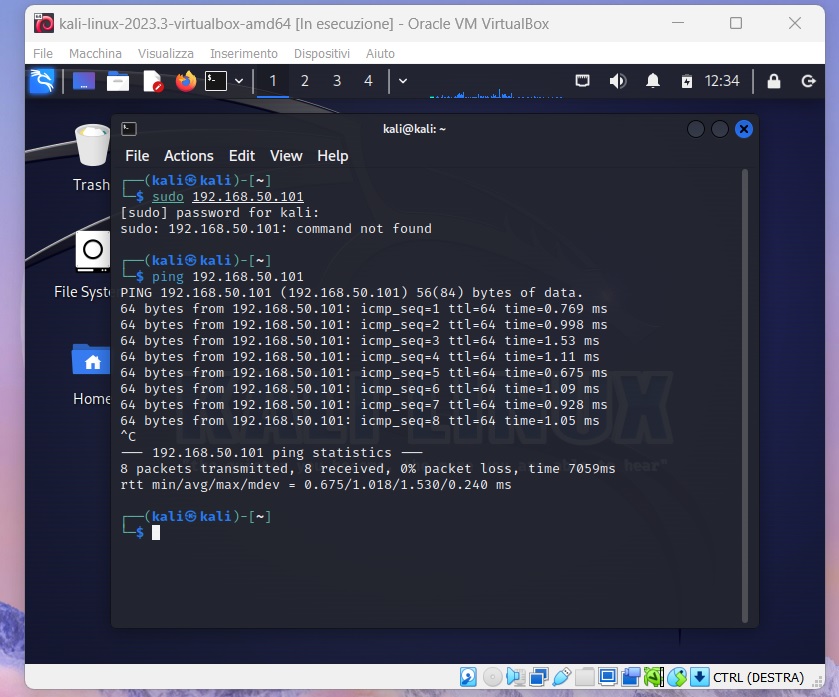 kali-linux-2023.3-virtualbox-amd64 [In esecuzione] - Oracle VM VirtualBox
File Macchina Visualizza Inserimento Dispositivi Aiuto
1 2 3 4 12:34
kali@kali: ~
File Actions Edit View Help
Trash
File Syste
Home
┌──(kali㉿kali)-[~]
└─$ sudo 192.168.50.101
[sudo] password for kali:
sudo: 192.168.50.101: command not found
┌──(kali㉿kali)-[~]
└─$ ping 192.168.50.101
PING 192.168.50.101 (192.168.50.101) 56(84) bytes of data.
64 bytes from 192.168.50.101: icmp_seq=1 ttl=64 time=0.769 ms
64 bytes from 192.168.50.101: icmp_seq=2 ttl=64 time=0.998 ms
64 bytes from 192.168.50.101: icmp_seq=3 ttl=64 time=1.53 ms
64 bytes from 192.168.50.101: icmp_seq=4 ttl=64 time=1.11 ms
64 bytes from 192.168.50.101: icmp_seq=5 ttl=64 time=0.675 ms
64 bytes from 192.168.50.101: icmp_seq=6 ttl=64 time=1.09 ms
64 bytes from 192.168.50.101: icmp_seq=7 ttl=64 time=0.928 ms
64 bytes from 192.168.50.101: icmp_seq=8 ttl=64 time=1.05 ms
^C
── 192.168.50.101 ping statistics ──
8 packets transmitted, 8 received, 0% packet loss, time 7059ms
rtt min/avg/max/mdev = 0.675/1.018/1.530/0.240 ms
┌──(kali㉿kali)-[~]
└─$
KALI LINUX
hear"
CTRL (DESTRA)